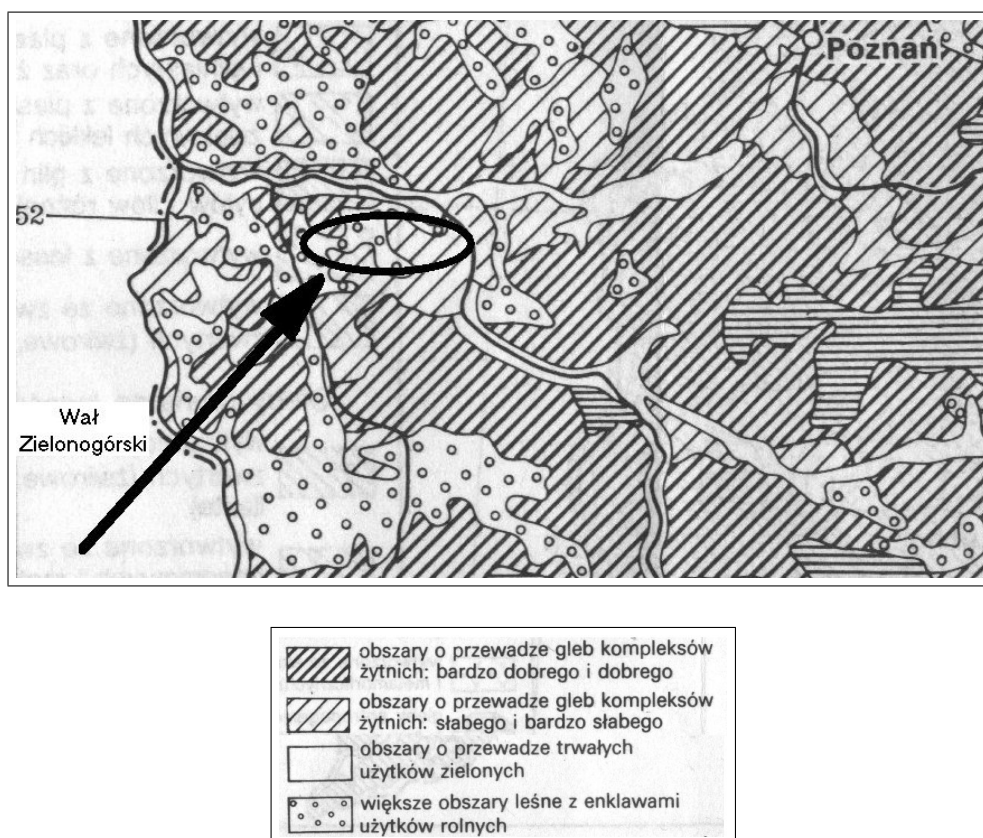 Poznań
52
Wał
Zielonogórski
obszary o przewadze gleb kompleksów
żytnich: bardzo dobrego i dobrego
obszary o przewadze gleb kompleksów
żytnich: słabego i bardzo słabego
obszary o przewadze trwałych
użytków zielonych
większe obszary leśne z enklawami
użytków rolnych